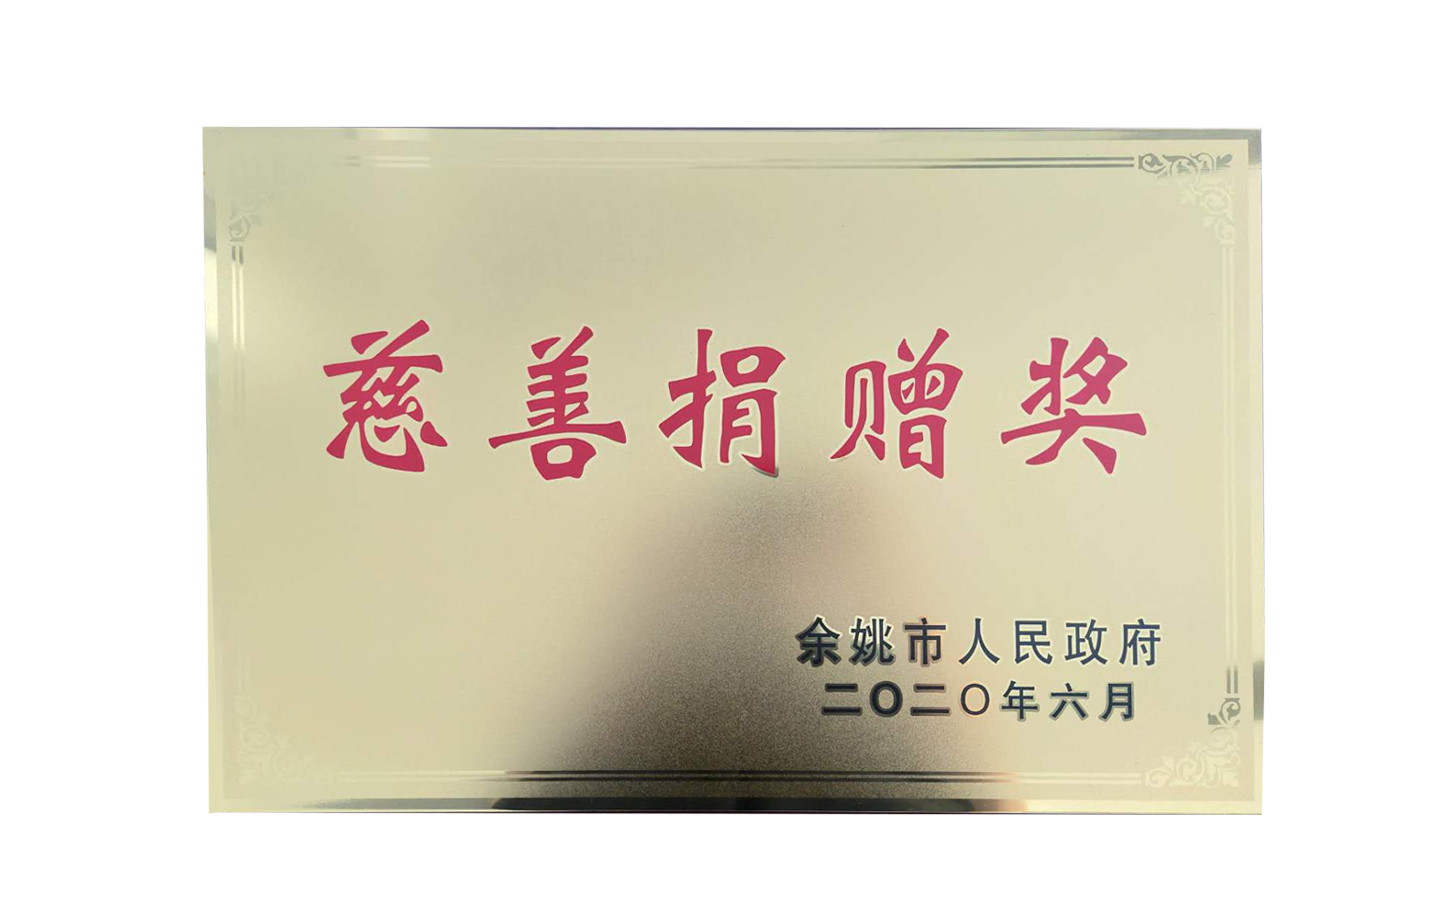 慈善捐赠奖
余姚市人民政府
二〇二〇年六月